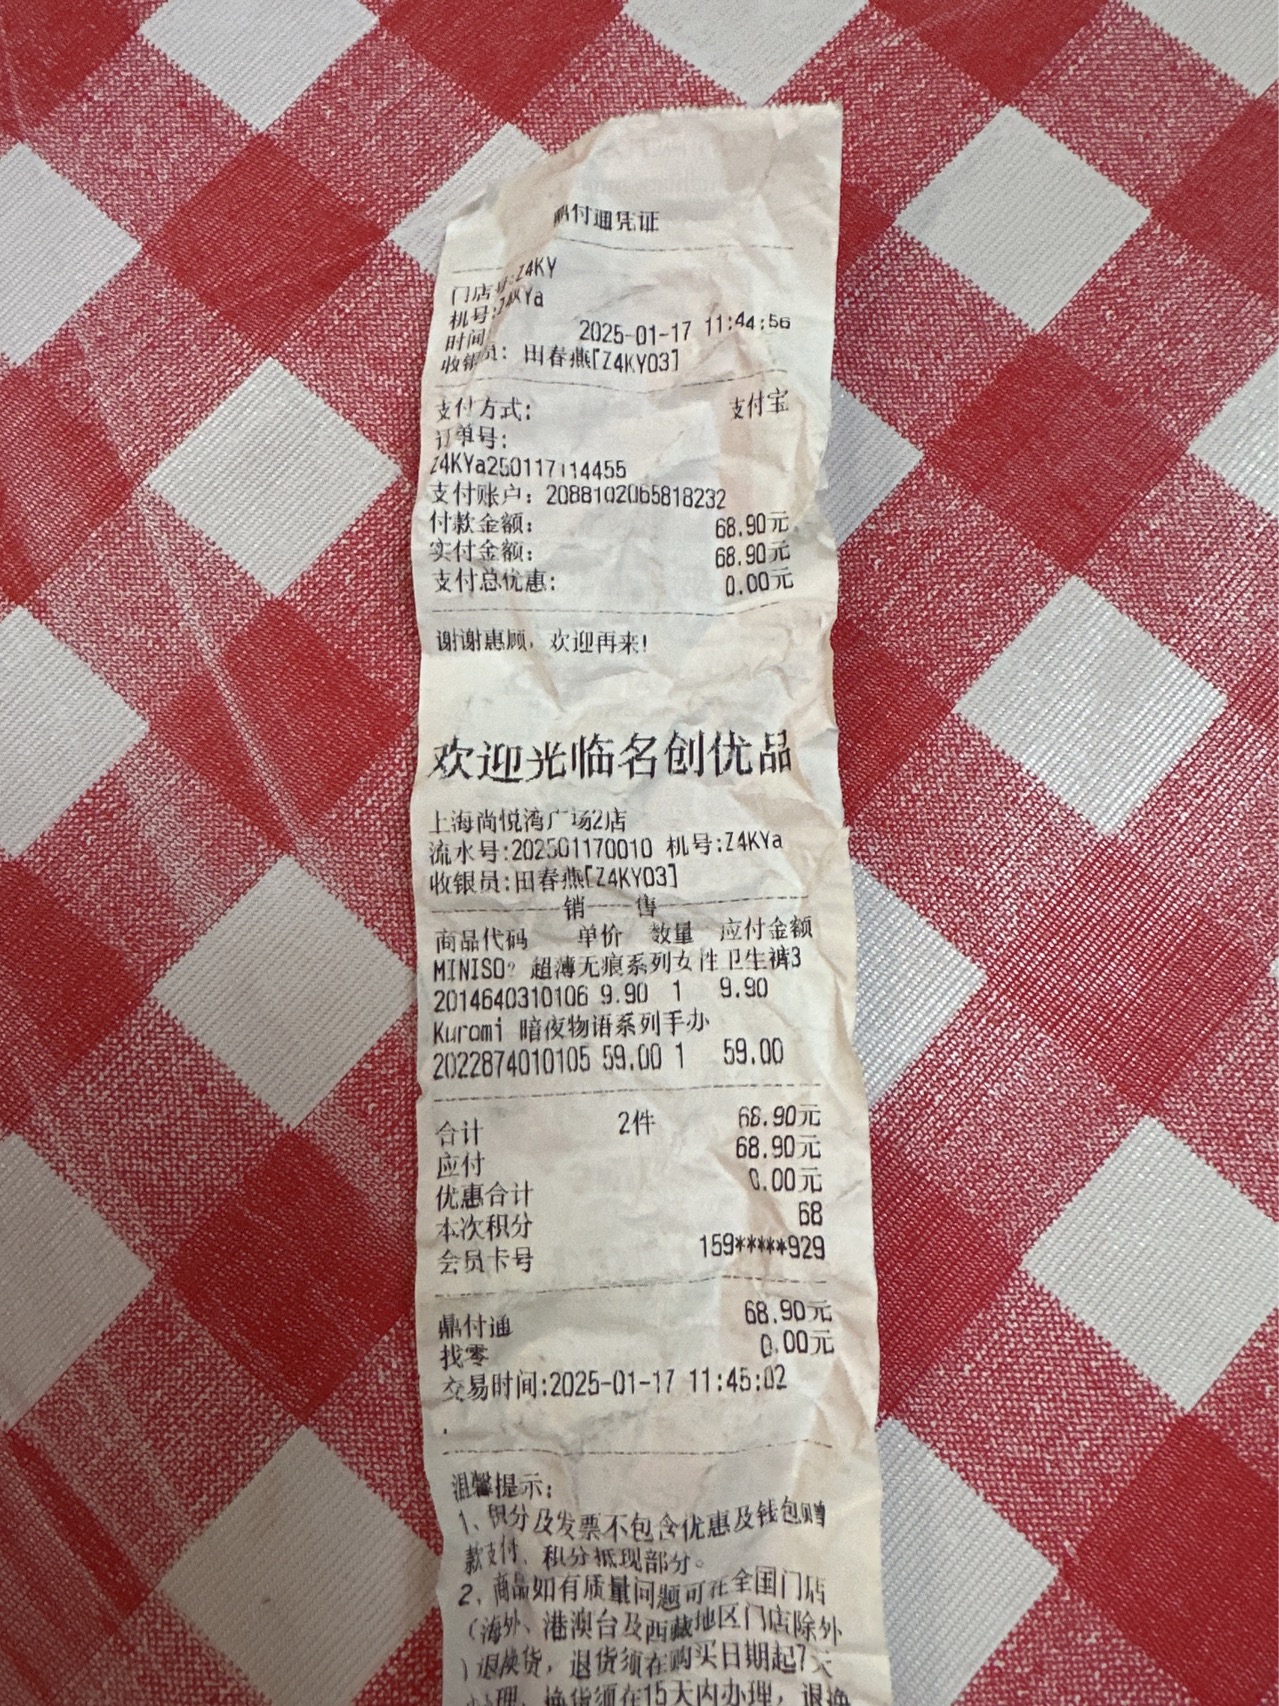 鼎付通凭证
门店号:Z4KY
机号:Z4KYa
时间 2025-01-17 11:44:56
收银员: 田春燕[Z4KY03]
支付方式: 支付宝
订单号:
Z4KYa250117114455
支付账户: 2088102065818232
付款金额: 68.90元
实付金额: 68.90元
支付总优惠: 0.00元
谢谢惠顾, 欢迎再来!
欢迎光临名创优品
上海尚悦湾广场2店
流水号:202501170010 机号:Z4KYa
收银员:田春燕[Z4KY03]
销 售
商品代码 单价 数量 应付金额
MINISO? 超薄无痕系列女性卫生裤3
2014640310106 9.90 1 9.90
Kuromi 暗夜物语系列手办
2022874010105 59.00 1 59.00
合计 2件 68.90元
应付 68.90元
优惠合计 0.00元
本次积分 68
会员卡号 159*****929
鼎付通 68.90元
找零 0.00元
交易时间:2025-01-17 11:45:02
温馨提示:
1、积分及发票不包含优惠及钱包赠
款支付、积分抵现部分。
2、商品如有质量问题可在全国门店
(海外、港澳台及西藏地区门店除外
)退换货, 退货须在购买日期起7天
办理, 换货须在15天内办理, 退换